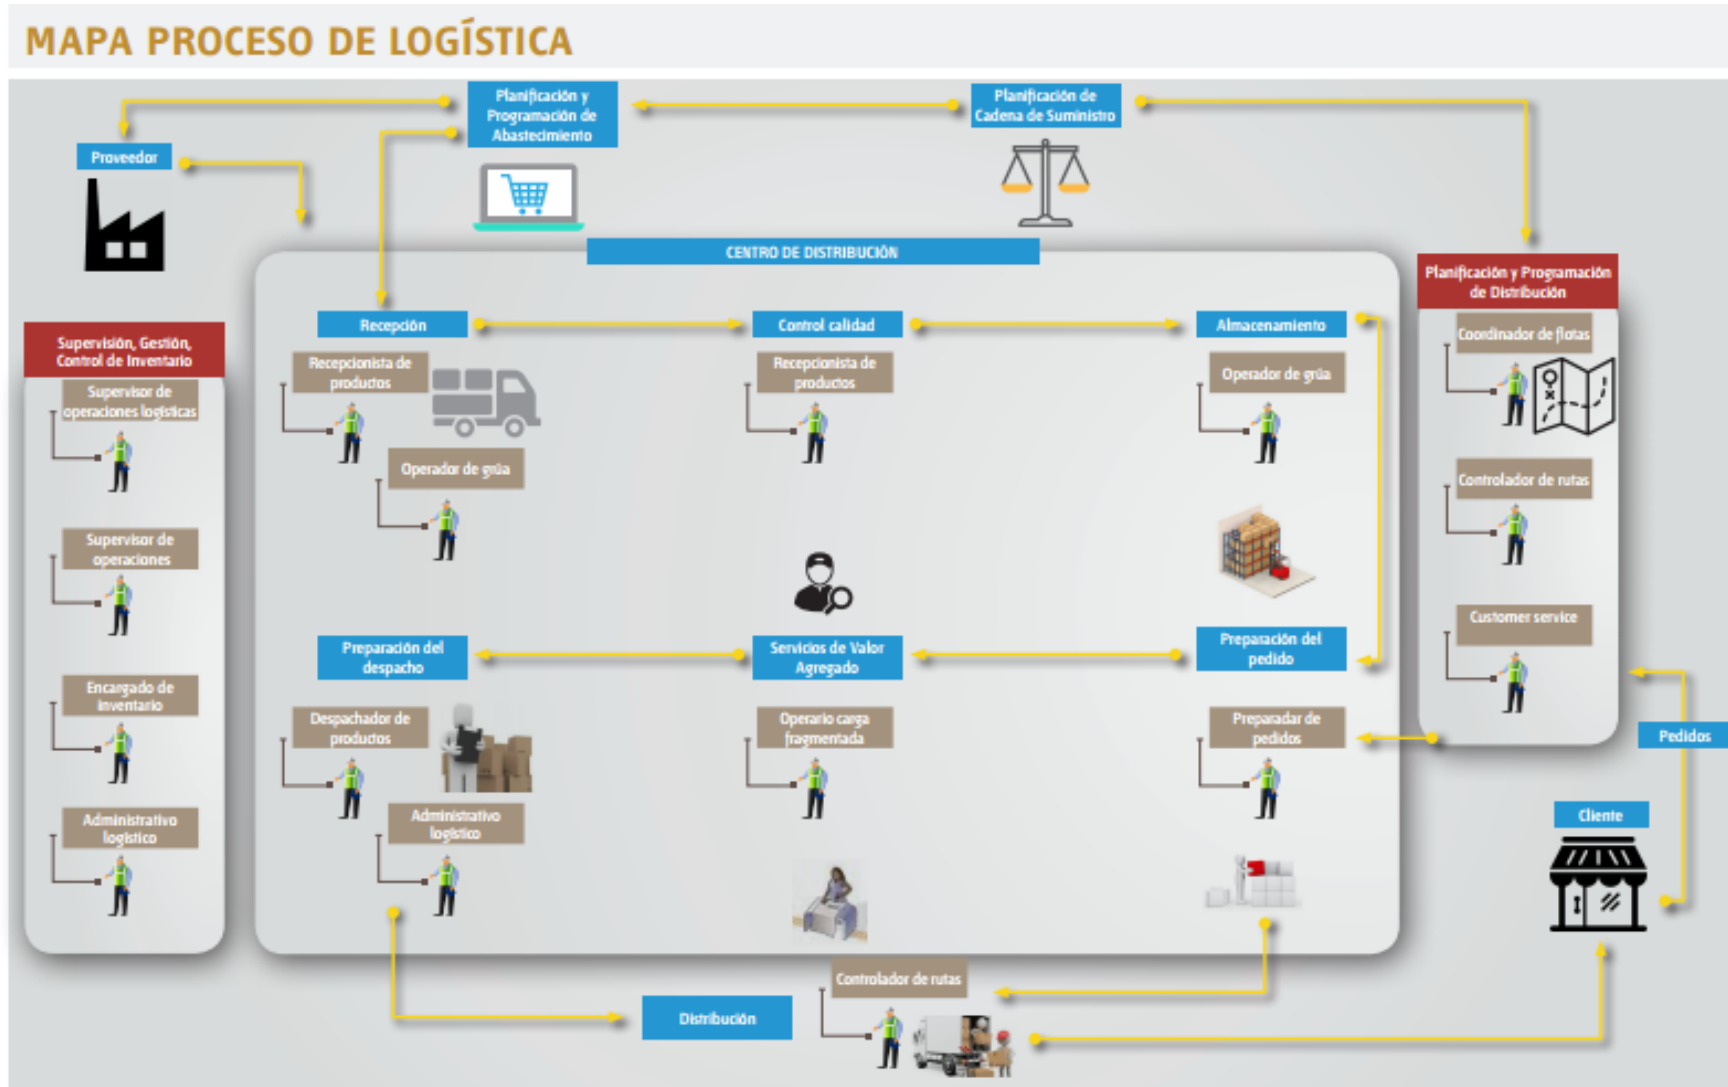 MAPA PROCESO DE LOGÍSTICA
Planificación y
Programación de
Abastecimiento
Planificación de
Cadena de Suministro
Proveedor
CENTRO DE DISTRIBUCIÓN
Planificación y Programación
de Distribución
Supervisión, Gestión,
Control de Inventario
Recepción
Control calidad
Almacenamiento
Coordinador de flotas
Recepcionista de
productos
Recepcionista de
productos
Operador de grúa
Supervisor de
operaciones logísticas
Operador de grúa
Controlador de rutas
Supervisor de
operaciones
Customer service
Preparación del
despacho
Servicios de Valor
Agregado
Preparación del
pedido
Encargado de
inventario
Despachador de
productos
Operario carga
fragmentada
Preparadar de
pedidos
Pedidos
Administrativo
logístico
Administrativo
logístico
Cliente
Controlador de rutas
Distribución